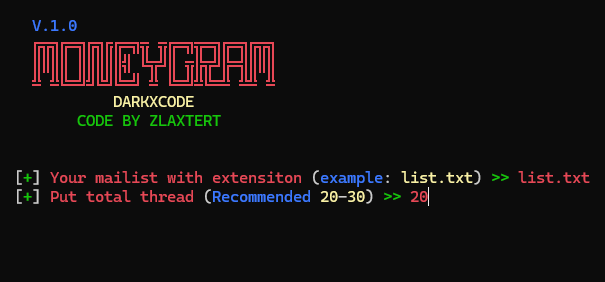 V.1.0
MONEYGRAM
DARKXCODE
CODE BY ZLAXTERT
[+] Your mailist with extensiton (example: list.txt) >> list.txt
[+] Put total thread (Recommended 20-30) >> 20